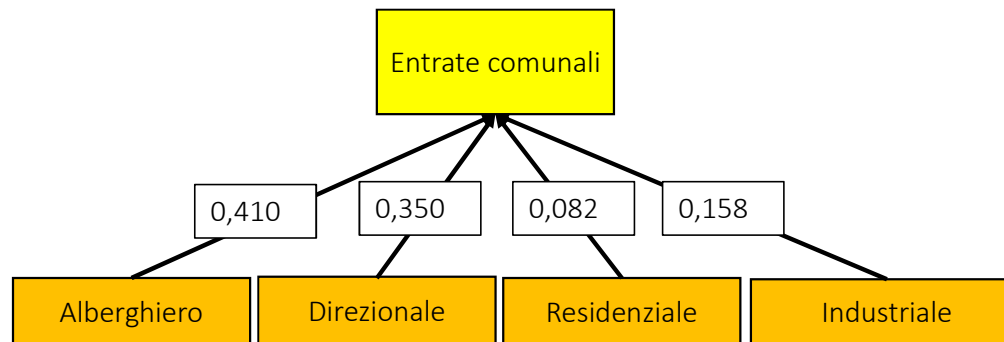 Entrate comunali
0,410
0,350
0,082
0,158
Alberghiero
Direzionale
Residenziale
Industriale